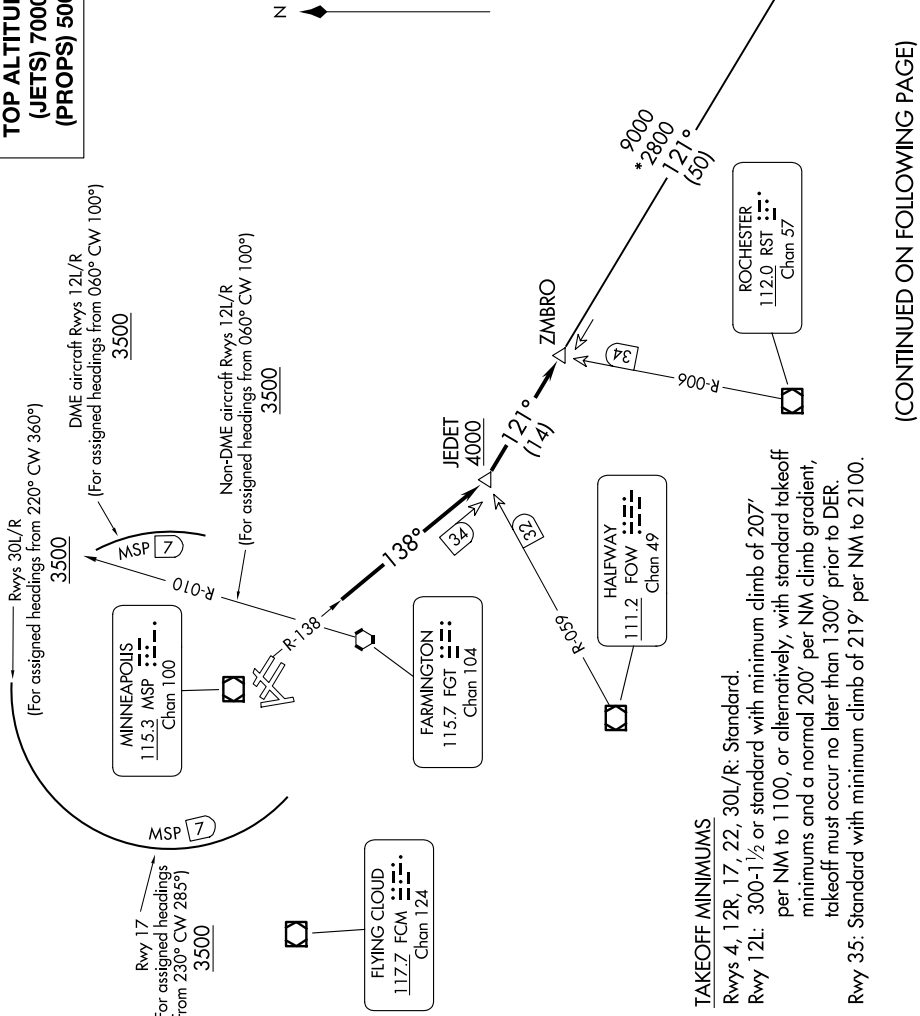 TOP ALTITU
(JETS) 7000
(PROPS) 500
N
Rwys 30L/R
(For assigned headings from 220° CW 360°)
3500
DME aircraft Rwys 12L/R
(For assigned headings from 060° CW 100°)
3500
Non-DME aircraft Rwys 12L/R
(For assigned headings from 060° CW 100°)
3500
Rwy 17
For assigned headings
from 230° CW 285°)
3500
MSP 7
MSP 7
R-010
MINNEAPOLIS
115.3 MSP
Chan 100
R-138
138°
34
FARMINGTON
115.7 FGT
Chan 104
FLYING CLOUD
117.7 FCM
Chan 124
JEDET
4000
121°
(14)
ZMBRO
9000
*2800
121°
(50)
R-059
32
HALFWAY
111.2 FOW
Chan 49
R-006
34
ROCHESTER
112.0 RST
Chan 57
TAKEOFF MINIMUMS
Rwys 4, 12R, 17, 22, 30L/R: Standard.
Rwy 12L: 300-1½ or standard with minimum climb of 207'
per NM to 1100, or alternatively, with standard takeoff
minimums and a normal 200' per NM climb gradient,
takeoff must occur no later than 1300' prior to DER.
Rwy 35: Standard with minimum climb of 219' per NM to 2100.
(CONTINUED ON FOLLOWING PAGE)